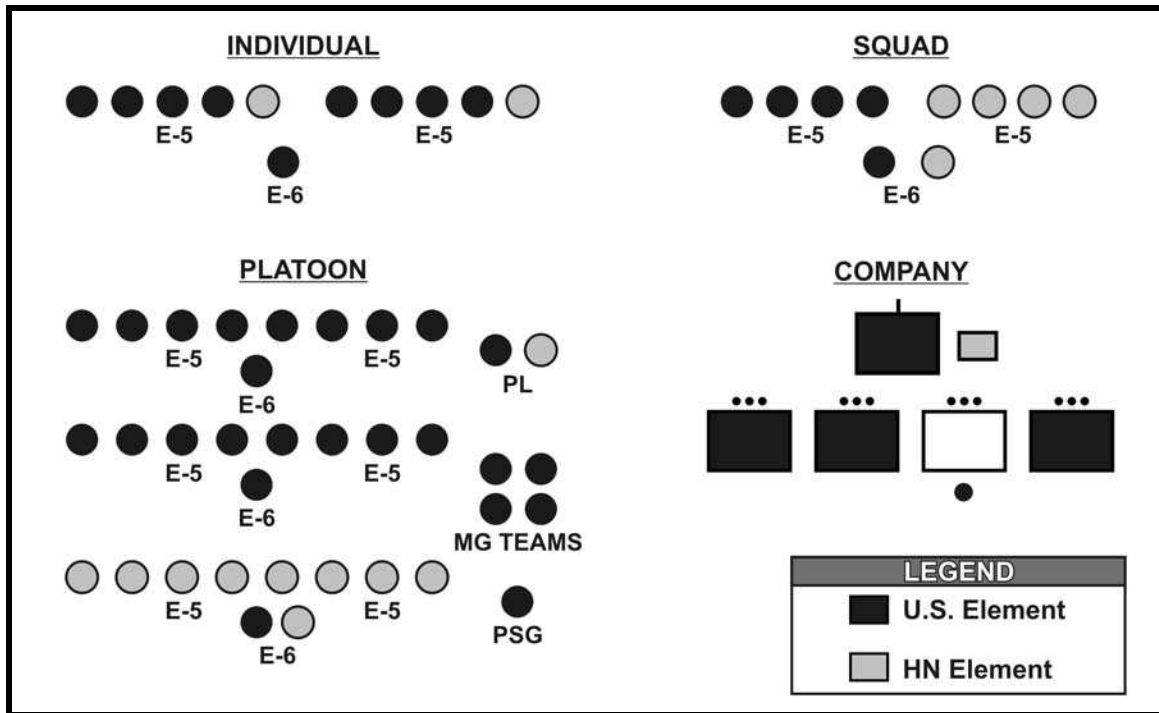 INDIVIDUAL
E-5 E-5
E-6
SQUAD
E-5 E-5
E-6
PLATOON
E-5 E-5
E-6
E-5 E-5
E-6
E-5 E-5
E-6
PL
MG TEAMS
PSG
COMPANY
LEGEND
U.S. Element
HN Element